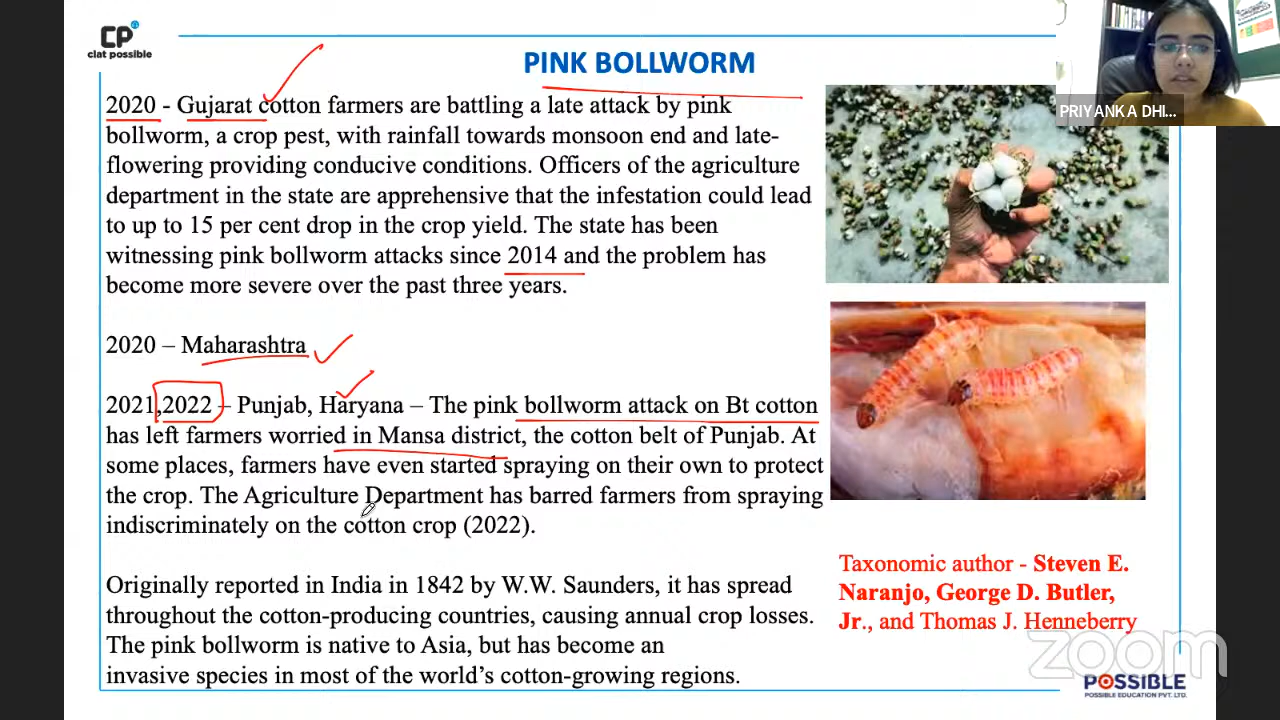 CP
clat possible
PINK BOLLWORM
PRIYANKA DHI...
2020 - Gujarat cotton farmers are battling a late attack by pink
bollworm, a crop pest, with rainfall towards monsoon end and late-
flowering providing conducive conditions. Officers of the agriculture
department in the state are apprehensive that the infestation could lead
to up to 15 per cent drop in the crop yield. The state has been
witnessing pink bollworm attacks since 2014 and the problem has
become more severe over the past three years.
2020 – Maharashtra
2021,2022 – Punjab, Haryana – The pink bollworm attack on Bt cotton
has left farmers worried in Mansa district, the cotton belt of Punjab. At
some places, farmers have even started spraying on their own to protect
the crop. The Agriculture Department has barred farmers from spraying
indiscriminately on the cotton crop (2022).
Originally reported in India in 1842 by W.W. Saunders, it has spread
throughout the cotton-producing countries, causing annual crop losses.
The pink bollworm is native to Asia, but has become an
invasive species in most of the world's cotton-growing regions.
Taxonomic author - Steven E.
Naranjo, George D. Butler,
Jr., and Thomas J. Henneberry
zoom
POSSIBLE
POSSIBLE EDUCATION PVT. LTD.